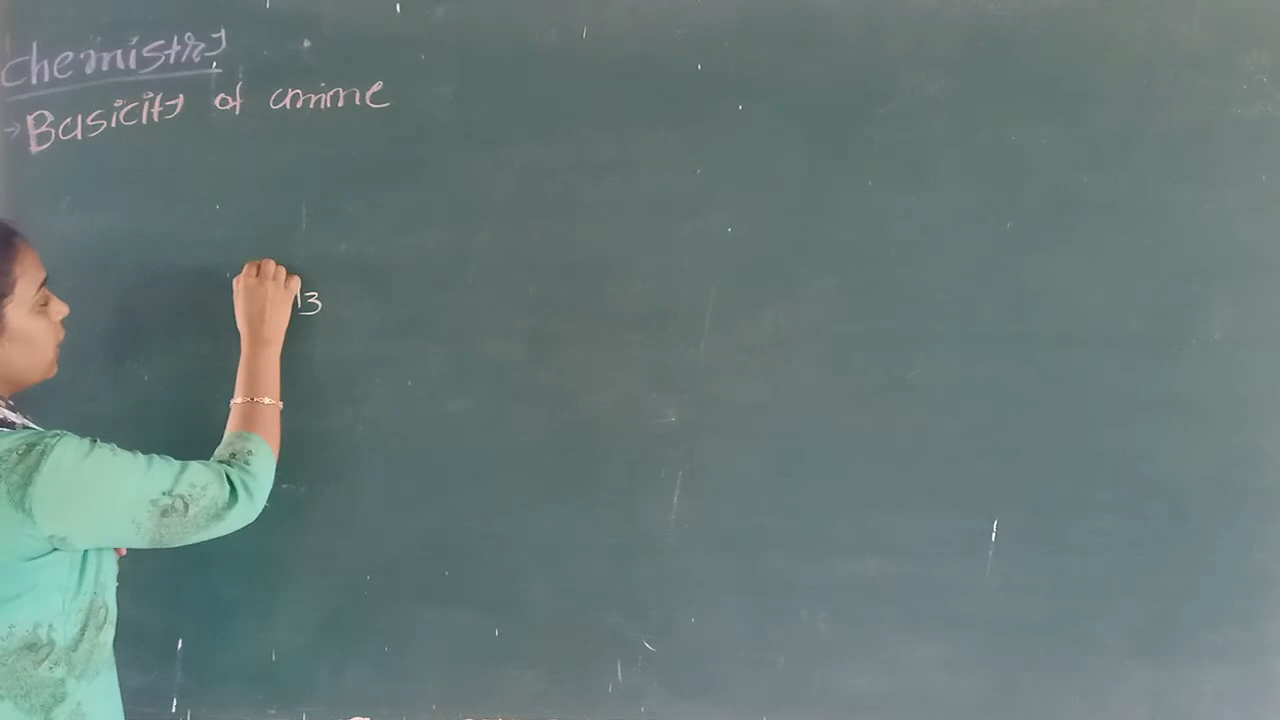 Chemistry
→ Basicity of amine
3